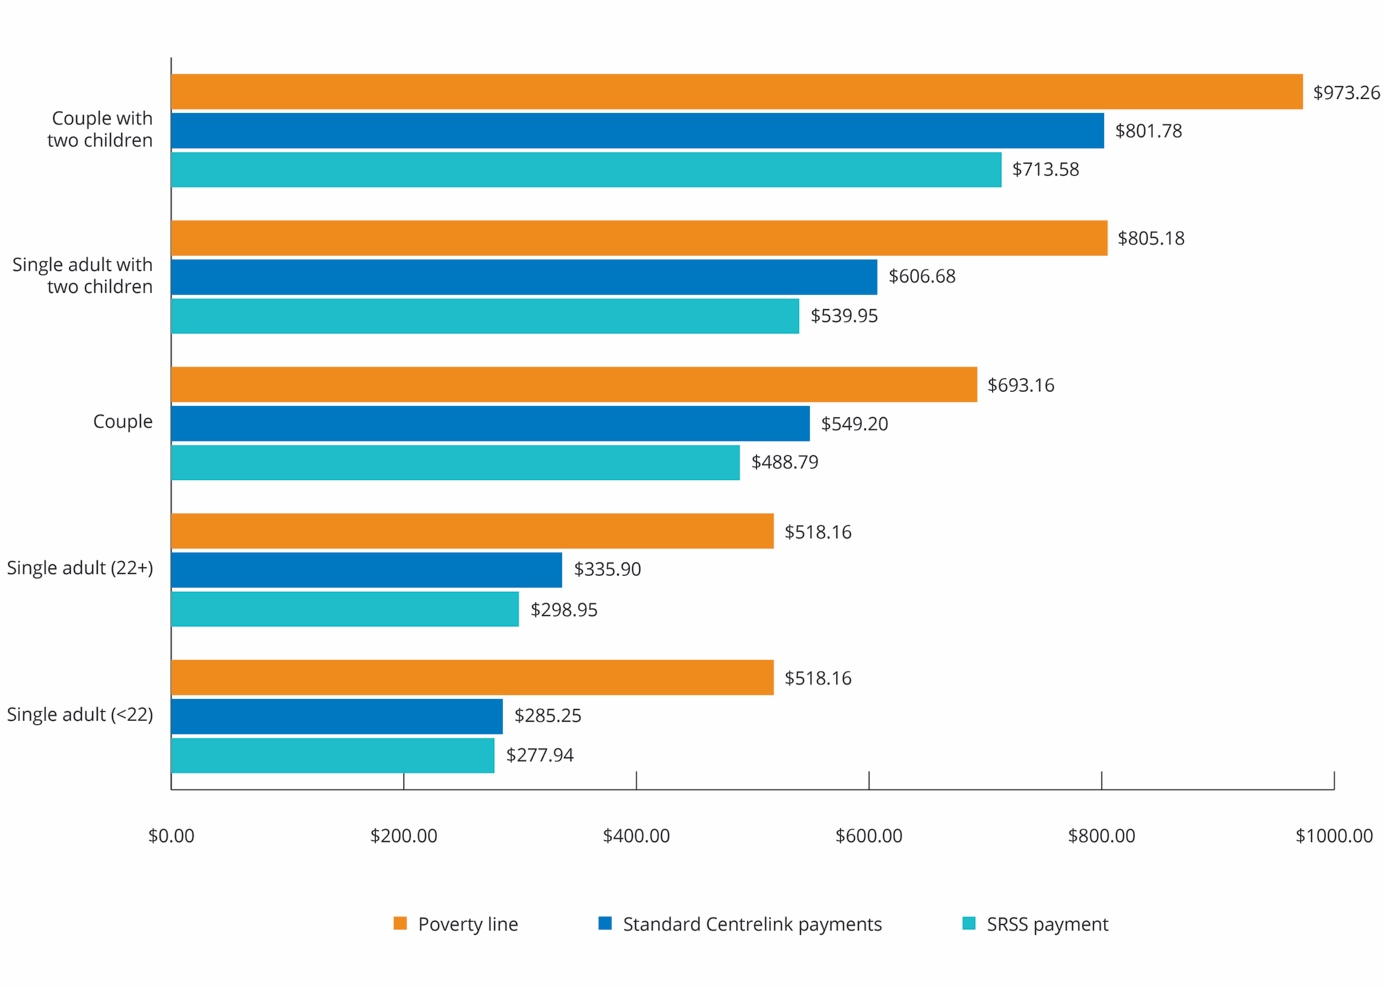 Couple with
two children
$973.26
$801.78
$713.58
Single adult with
two children
$805.18
$606.68
$539.95
Couple
$693.16
$549.20
$488.79
Single adult (22+)
$518.16
$335.90
$298.95
Single adult (<22)
$518.16
$285.25
$277.94
$0.00 $200.00 $400.00 $600.00 $800.00 $1000.00
Poverty line Standard Centrelink payments SRSS payment